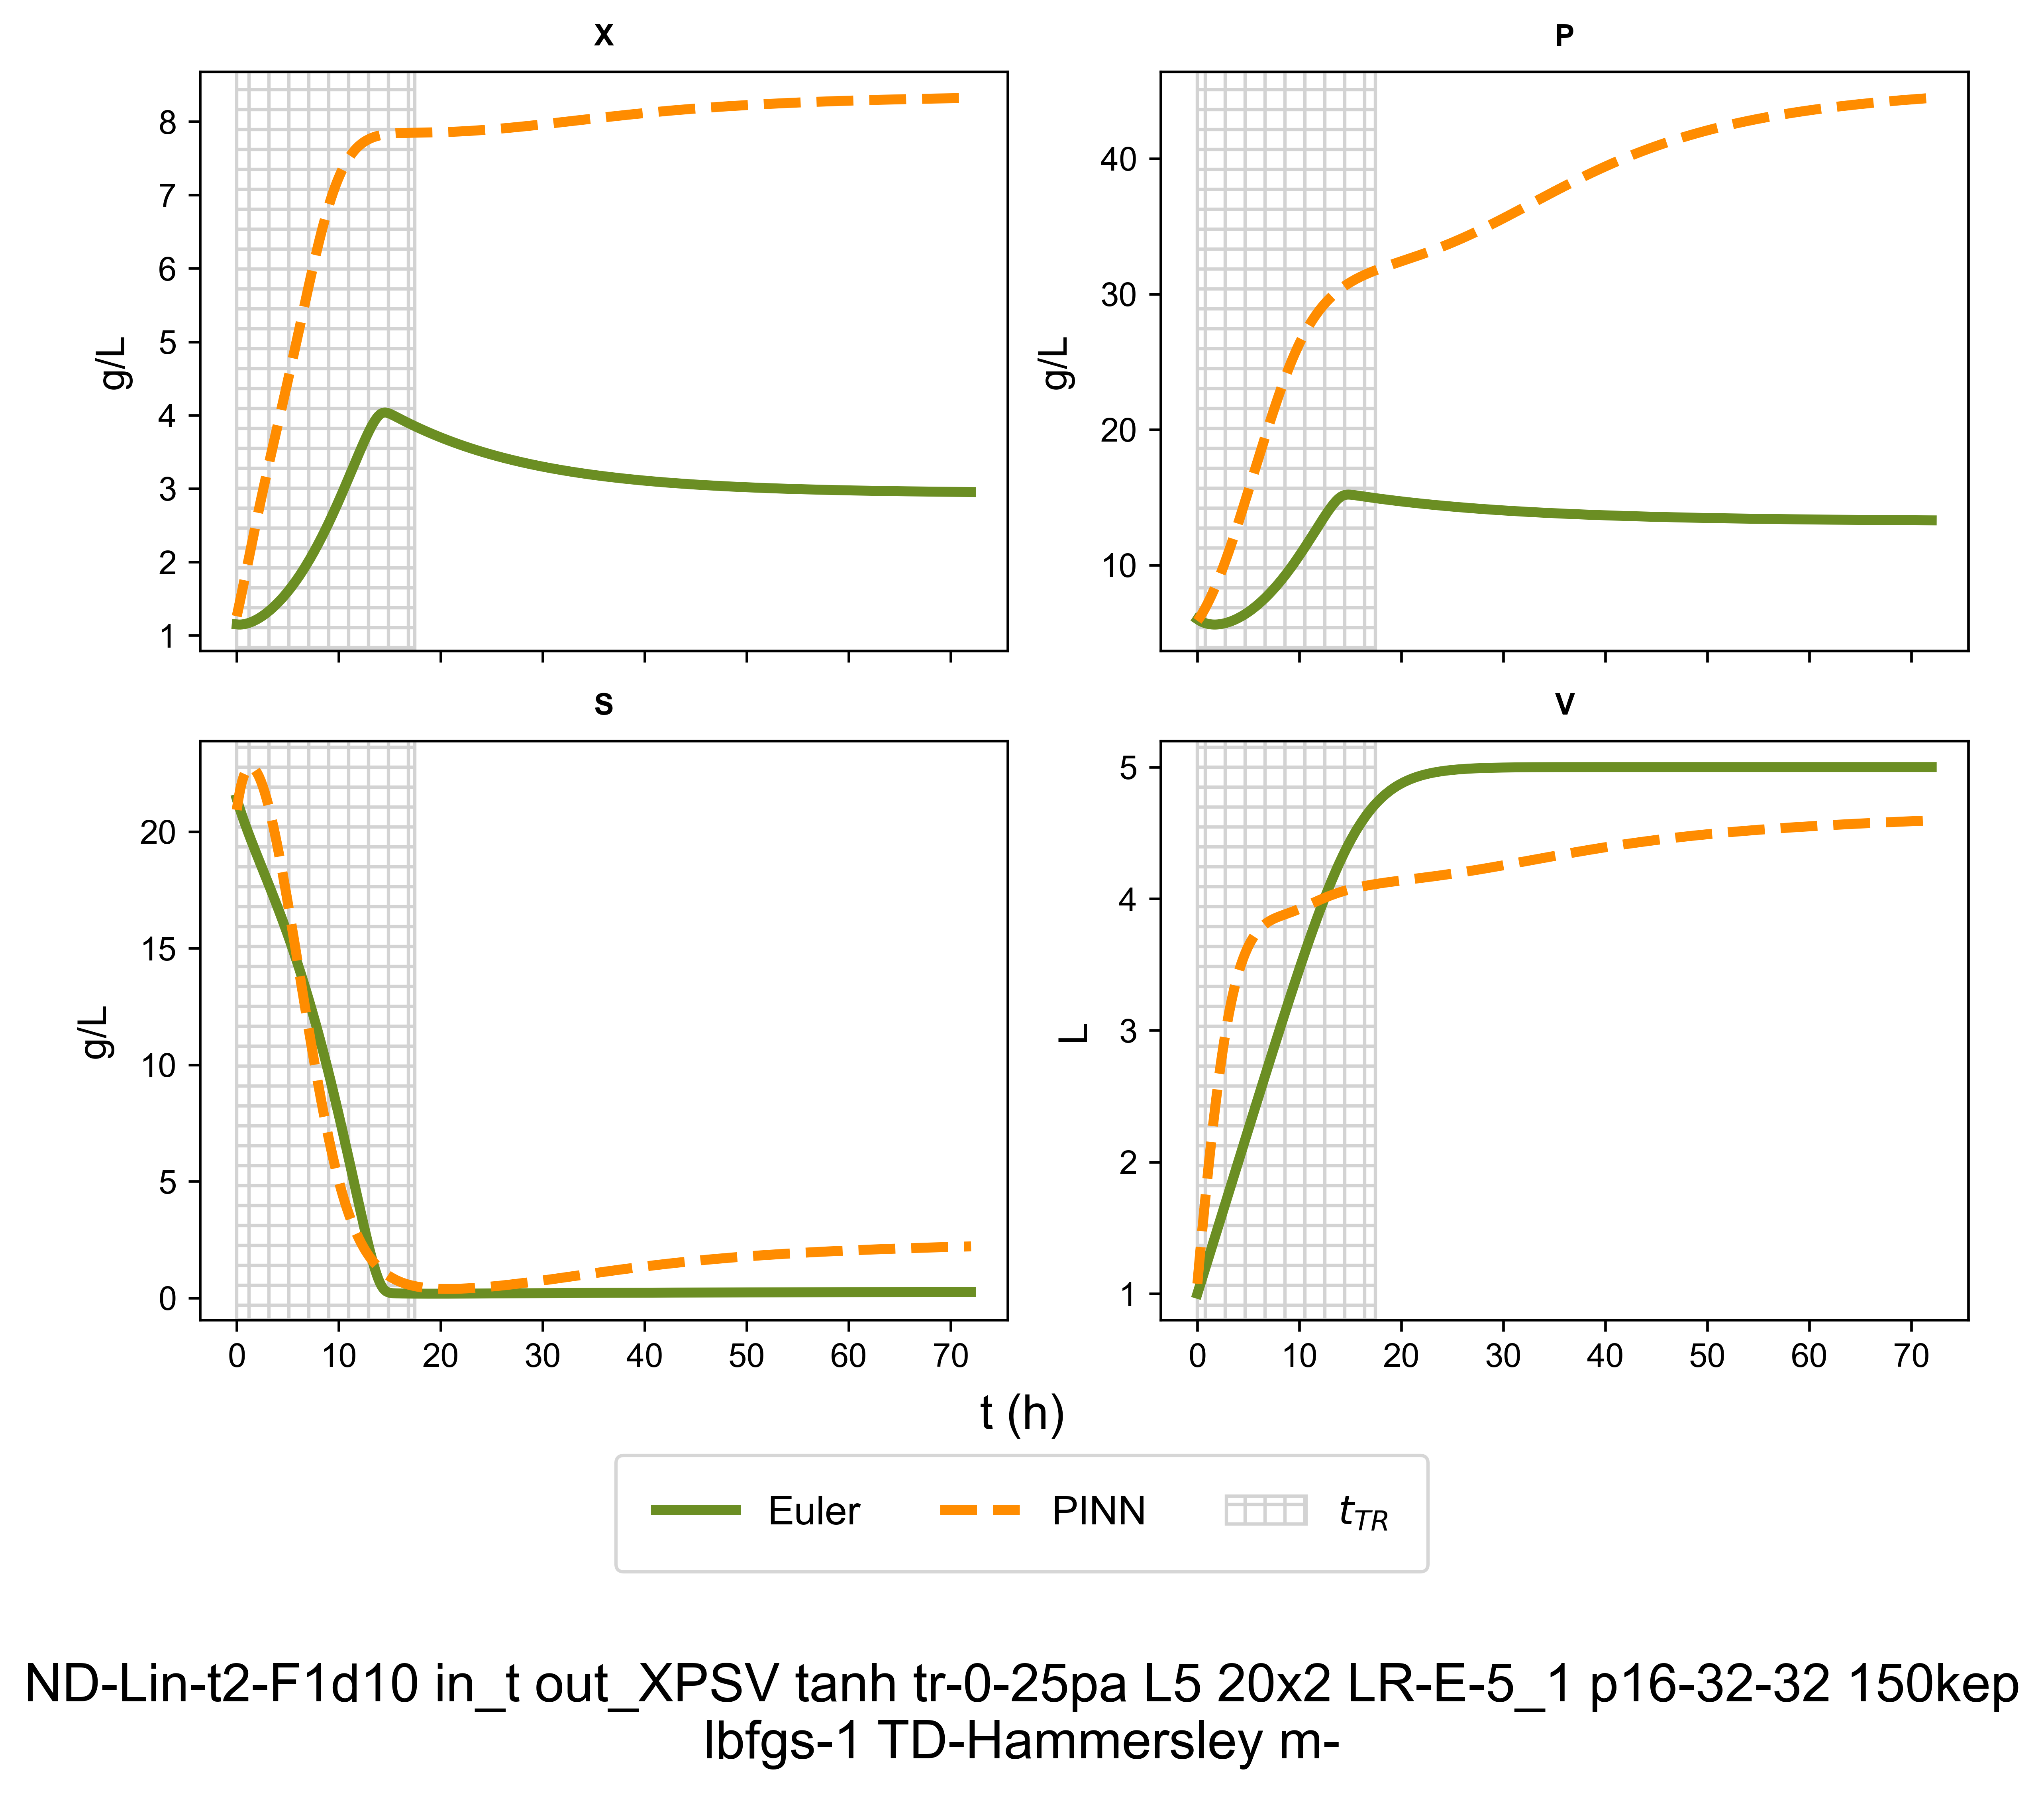 X
P
8
7
6
5
4
3
2
1
g/L
40
30
20
10
g/L
S
V
20
15
10
5
0
g/L
5
4
3
2
1
L
0 10 20 30 40 50 60 70
0 10 20 30 40 50 60 70
t (h)
Euler PINN t_TR
ND-Lin-t2-F1d10 in_t out_XPSV tanh tr-0-25pa L5 20x2 LR-E-5_1 p16-32-32 150kep
lbfgs-1 TD-Hammersley m-